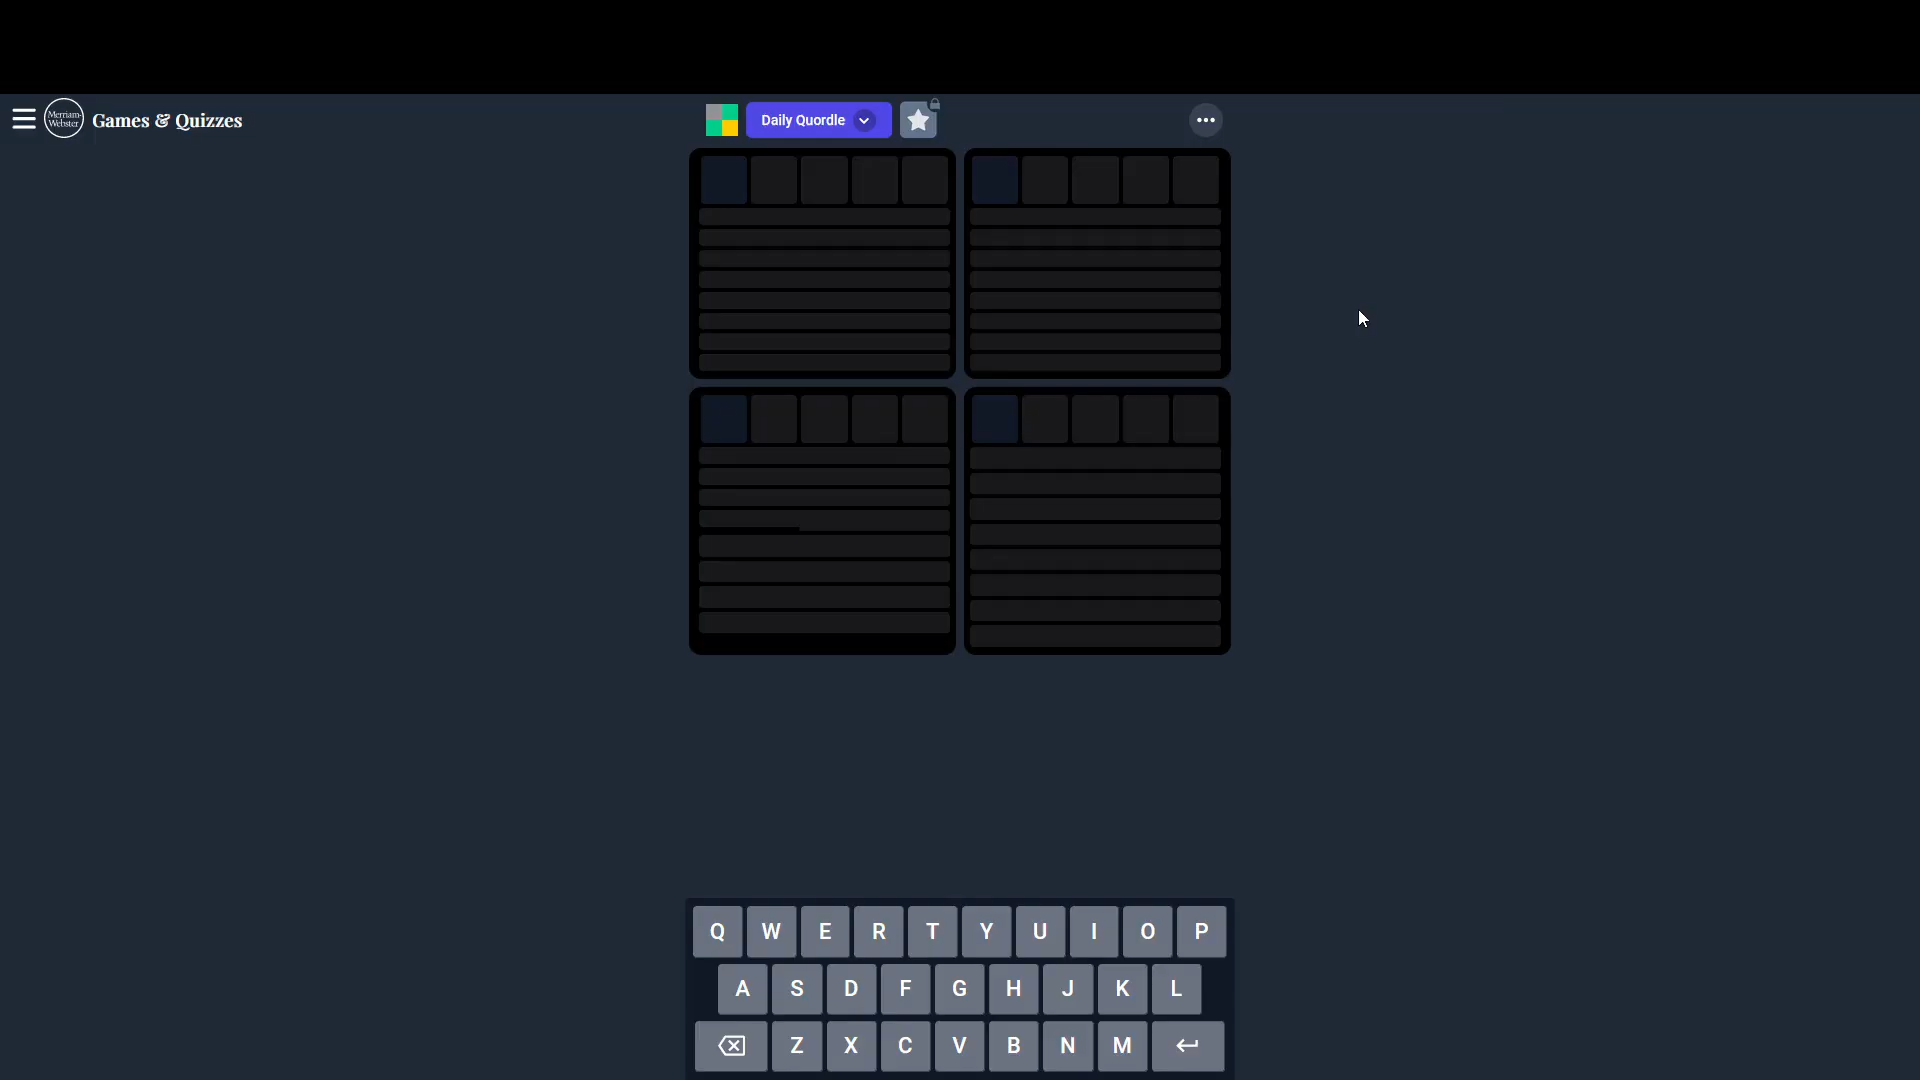 Merriam-
Webster
Games & Quizzes
Daily Quordle
Q W E R T Y U I O P
A S D F G H J K L
Z X C V B N M